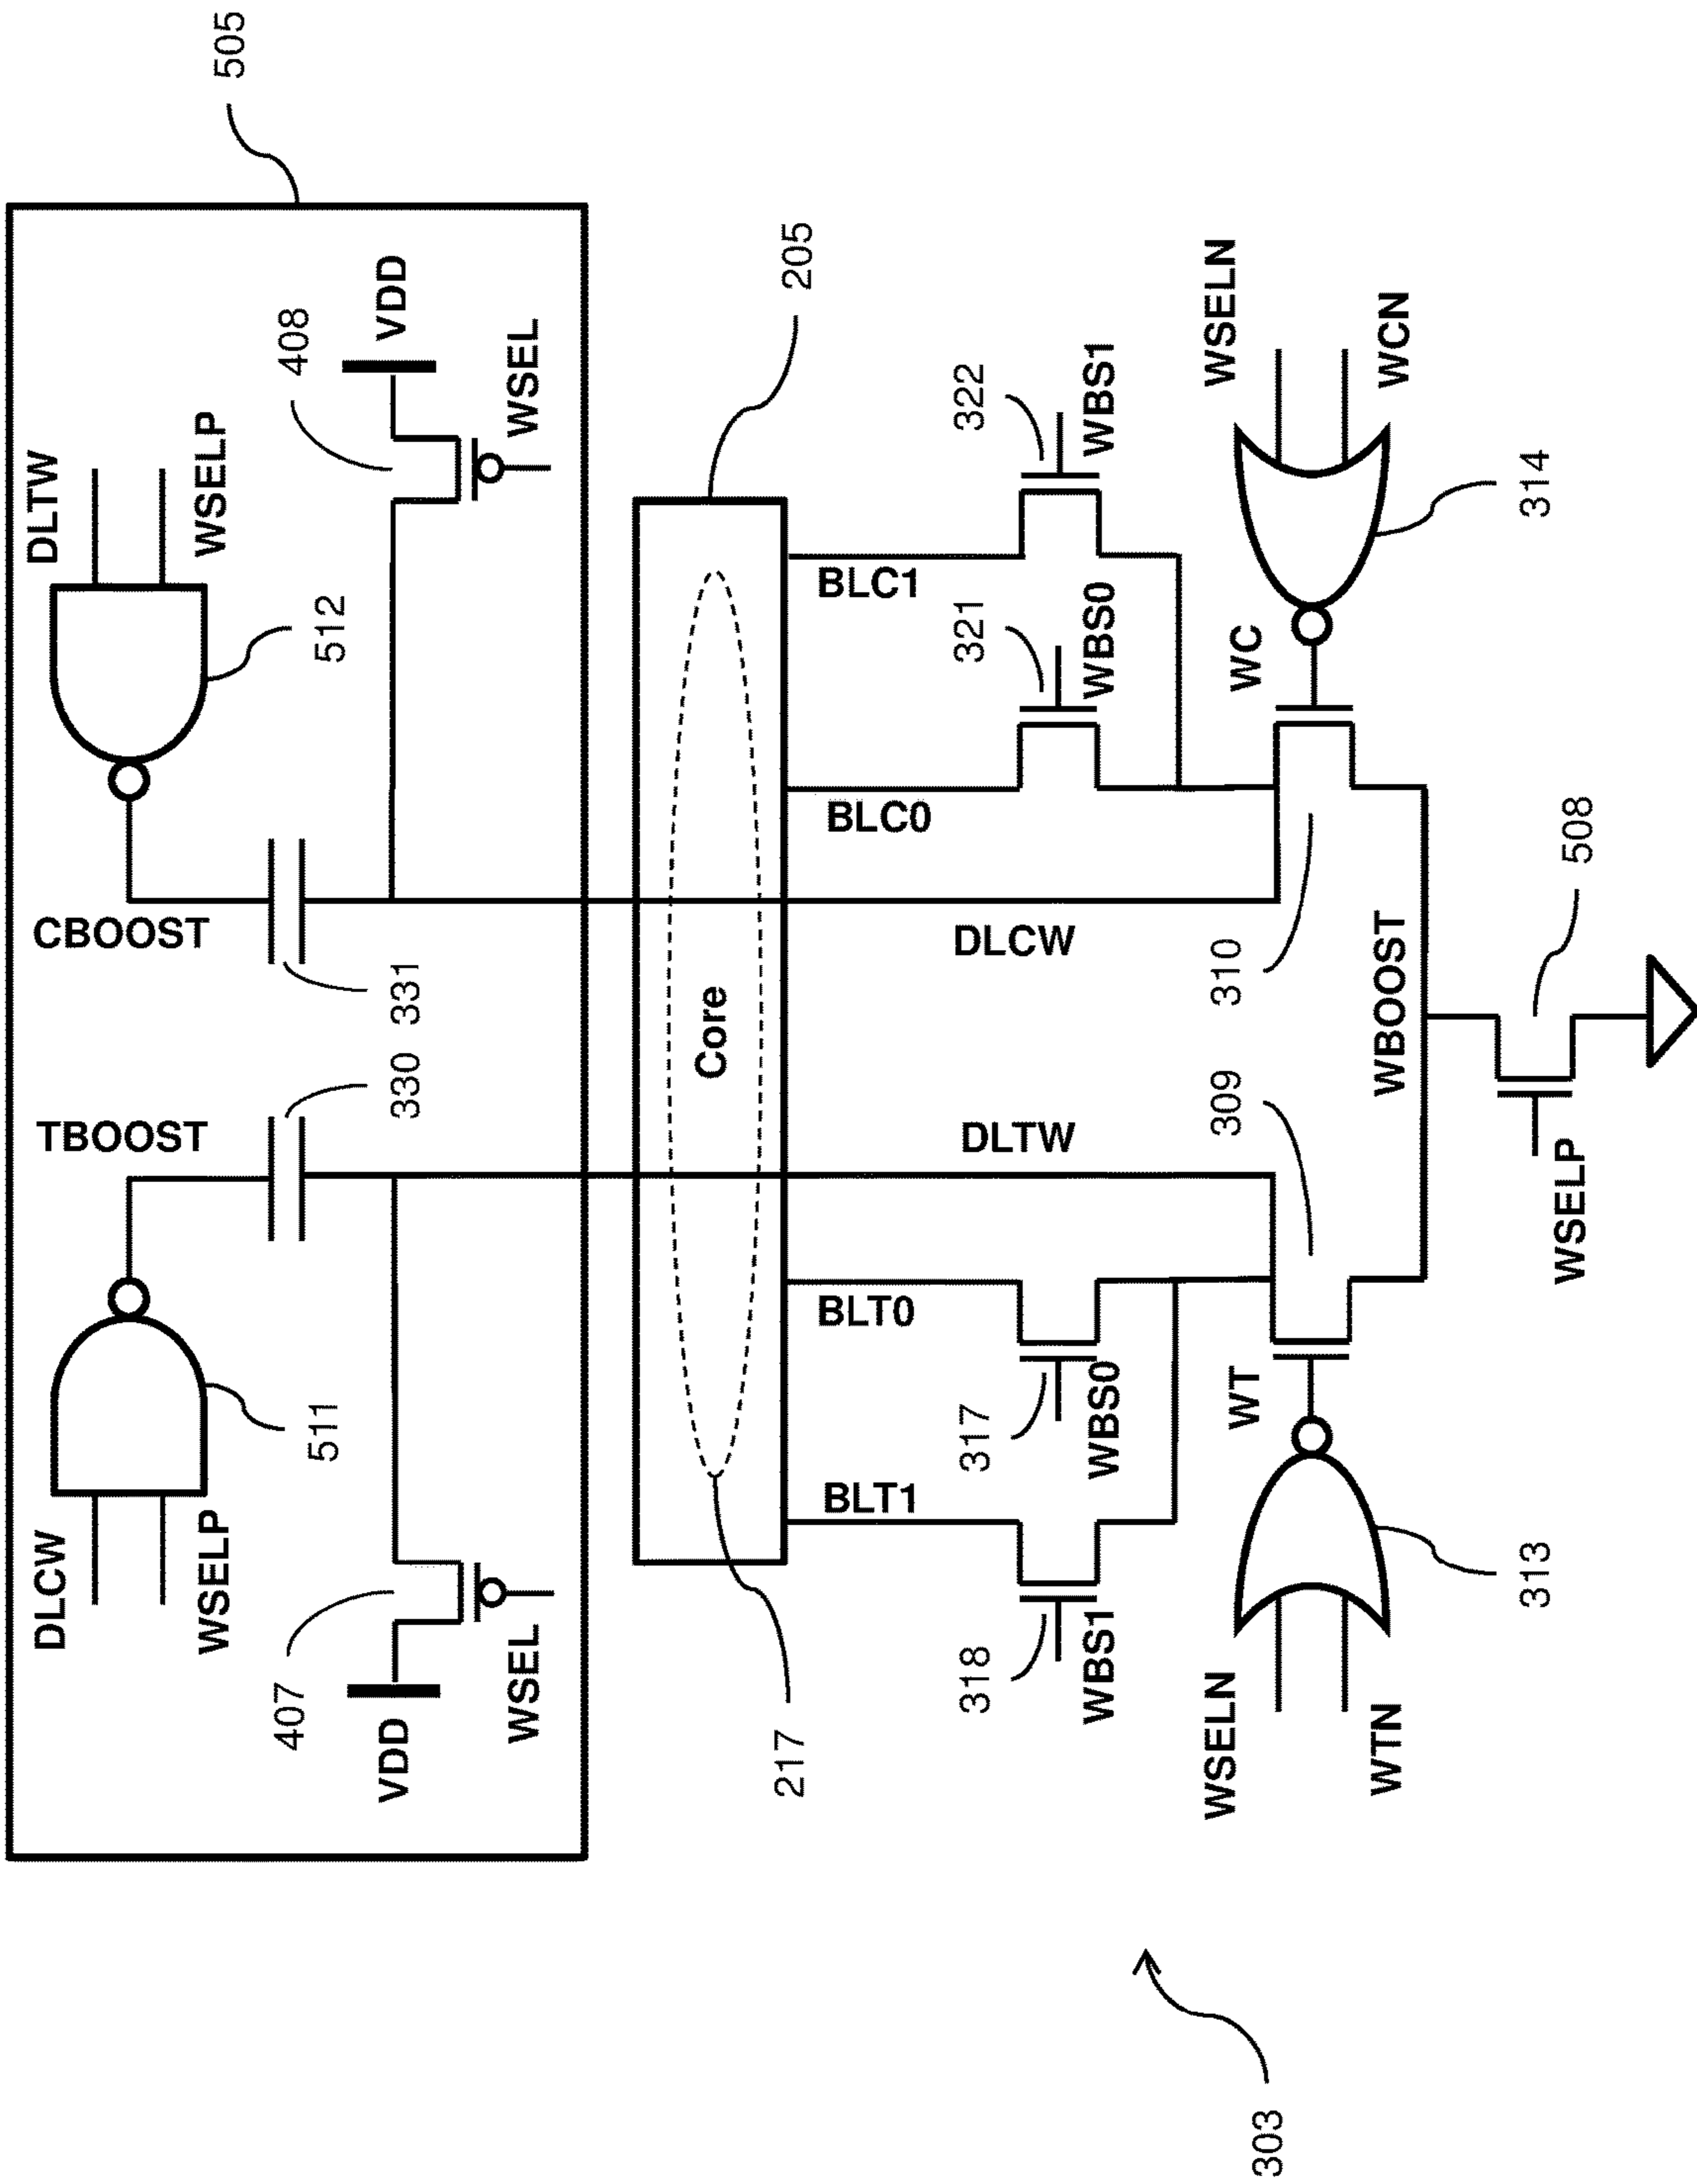 505
DLTW
WSELP
512
408
VDD
WSEL
CBOOST
331
TBOOST
330
DLCW
WSELP
511
407
VDD
WSEL
205
Core
217
BLC1
322
WBS1
BLC0
321
WBS0
DLCW
DLTW
BLT0
317
WBS0
BLT1
318
WBS1
WSELN
WCN
314
WC
310
WBOOST
309
WT
313
WSELN
WTN
508
WSELP
303